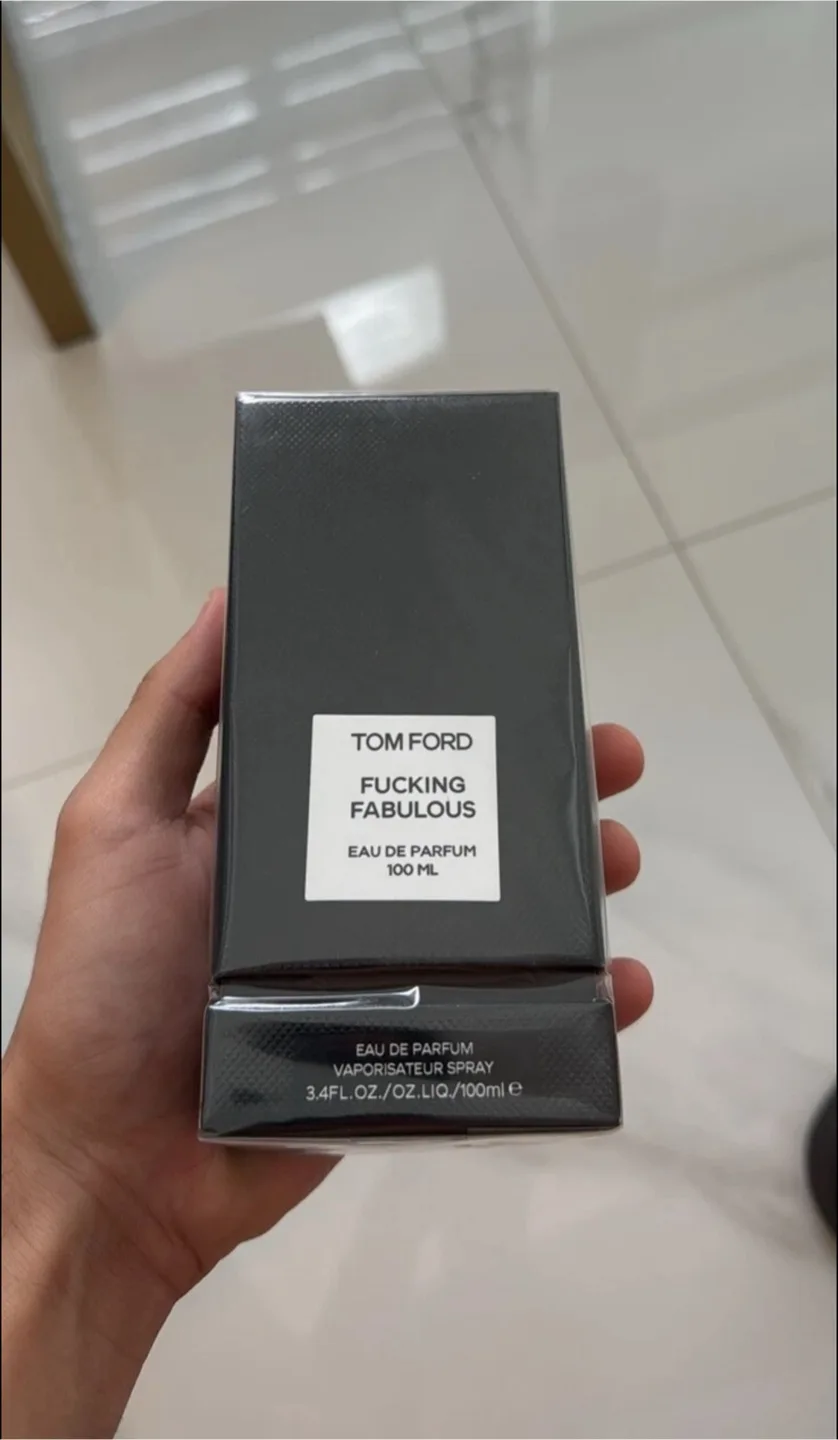 TOM FORD
FUCKING
FABULOUS
EAU DE PARFUM
100 ML
EAU DE PARFUM
VAPORISATEUR SPRAY
3.4FL.OZ./OZ.LIQ./100ml ℮